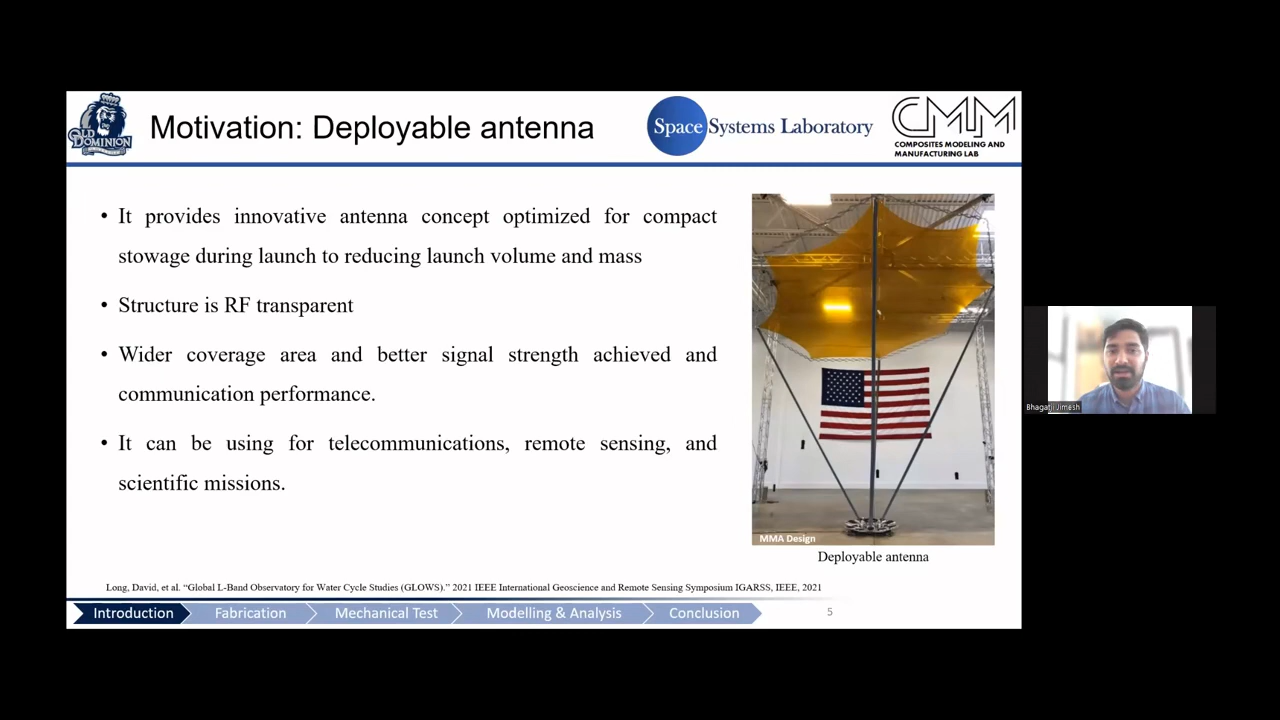 OLD DOMINION
Motivation: Deployable antenna
Space Systems Laboratory
CMM
COMPOSITES MODELING AND
MANUFACTURING LAB
• It provides innovative antenna concept optimized for compact
stowage during launch to reducing launch volume and mass
• Structure is RF transparent
• Wider coverage area and better signal strength achieved and
communication performance.
• It can be using for telecommunications, remote sensing, and
scientific missions.
MMA Design
Deployable antenna
Bhagatji Jimesh
Long, David, et al. “Global L-Band Observatory for Water Cycle Studies (GLOWS).” 2021 IEEE International Geoscience and Remote Sensing Symposium IGARSS, IEEE, 2021
Introduction
Fabrication
Mechanical Test
Modelling & Analysis
Conclusion
5